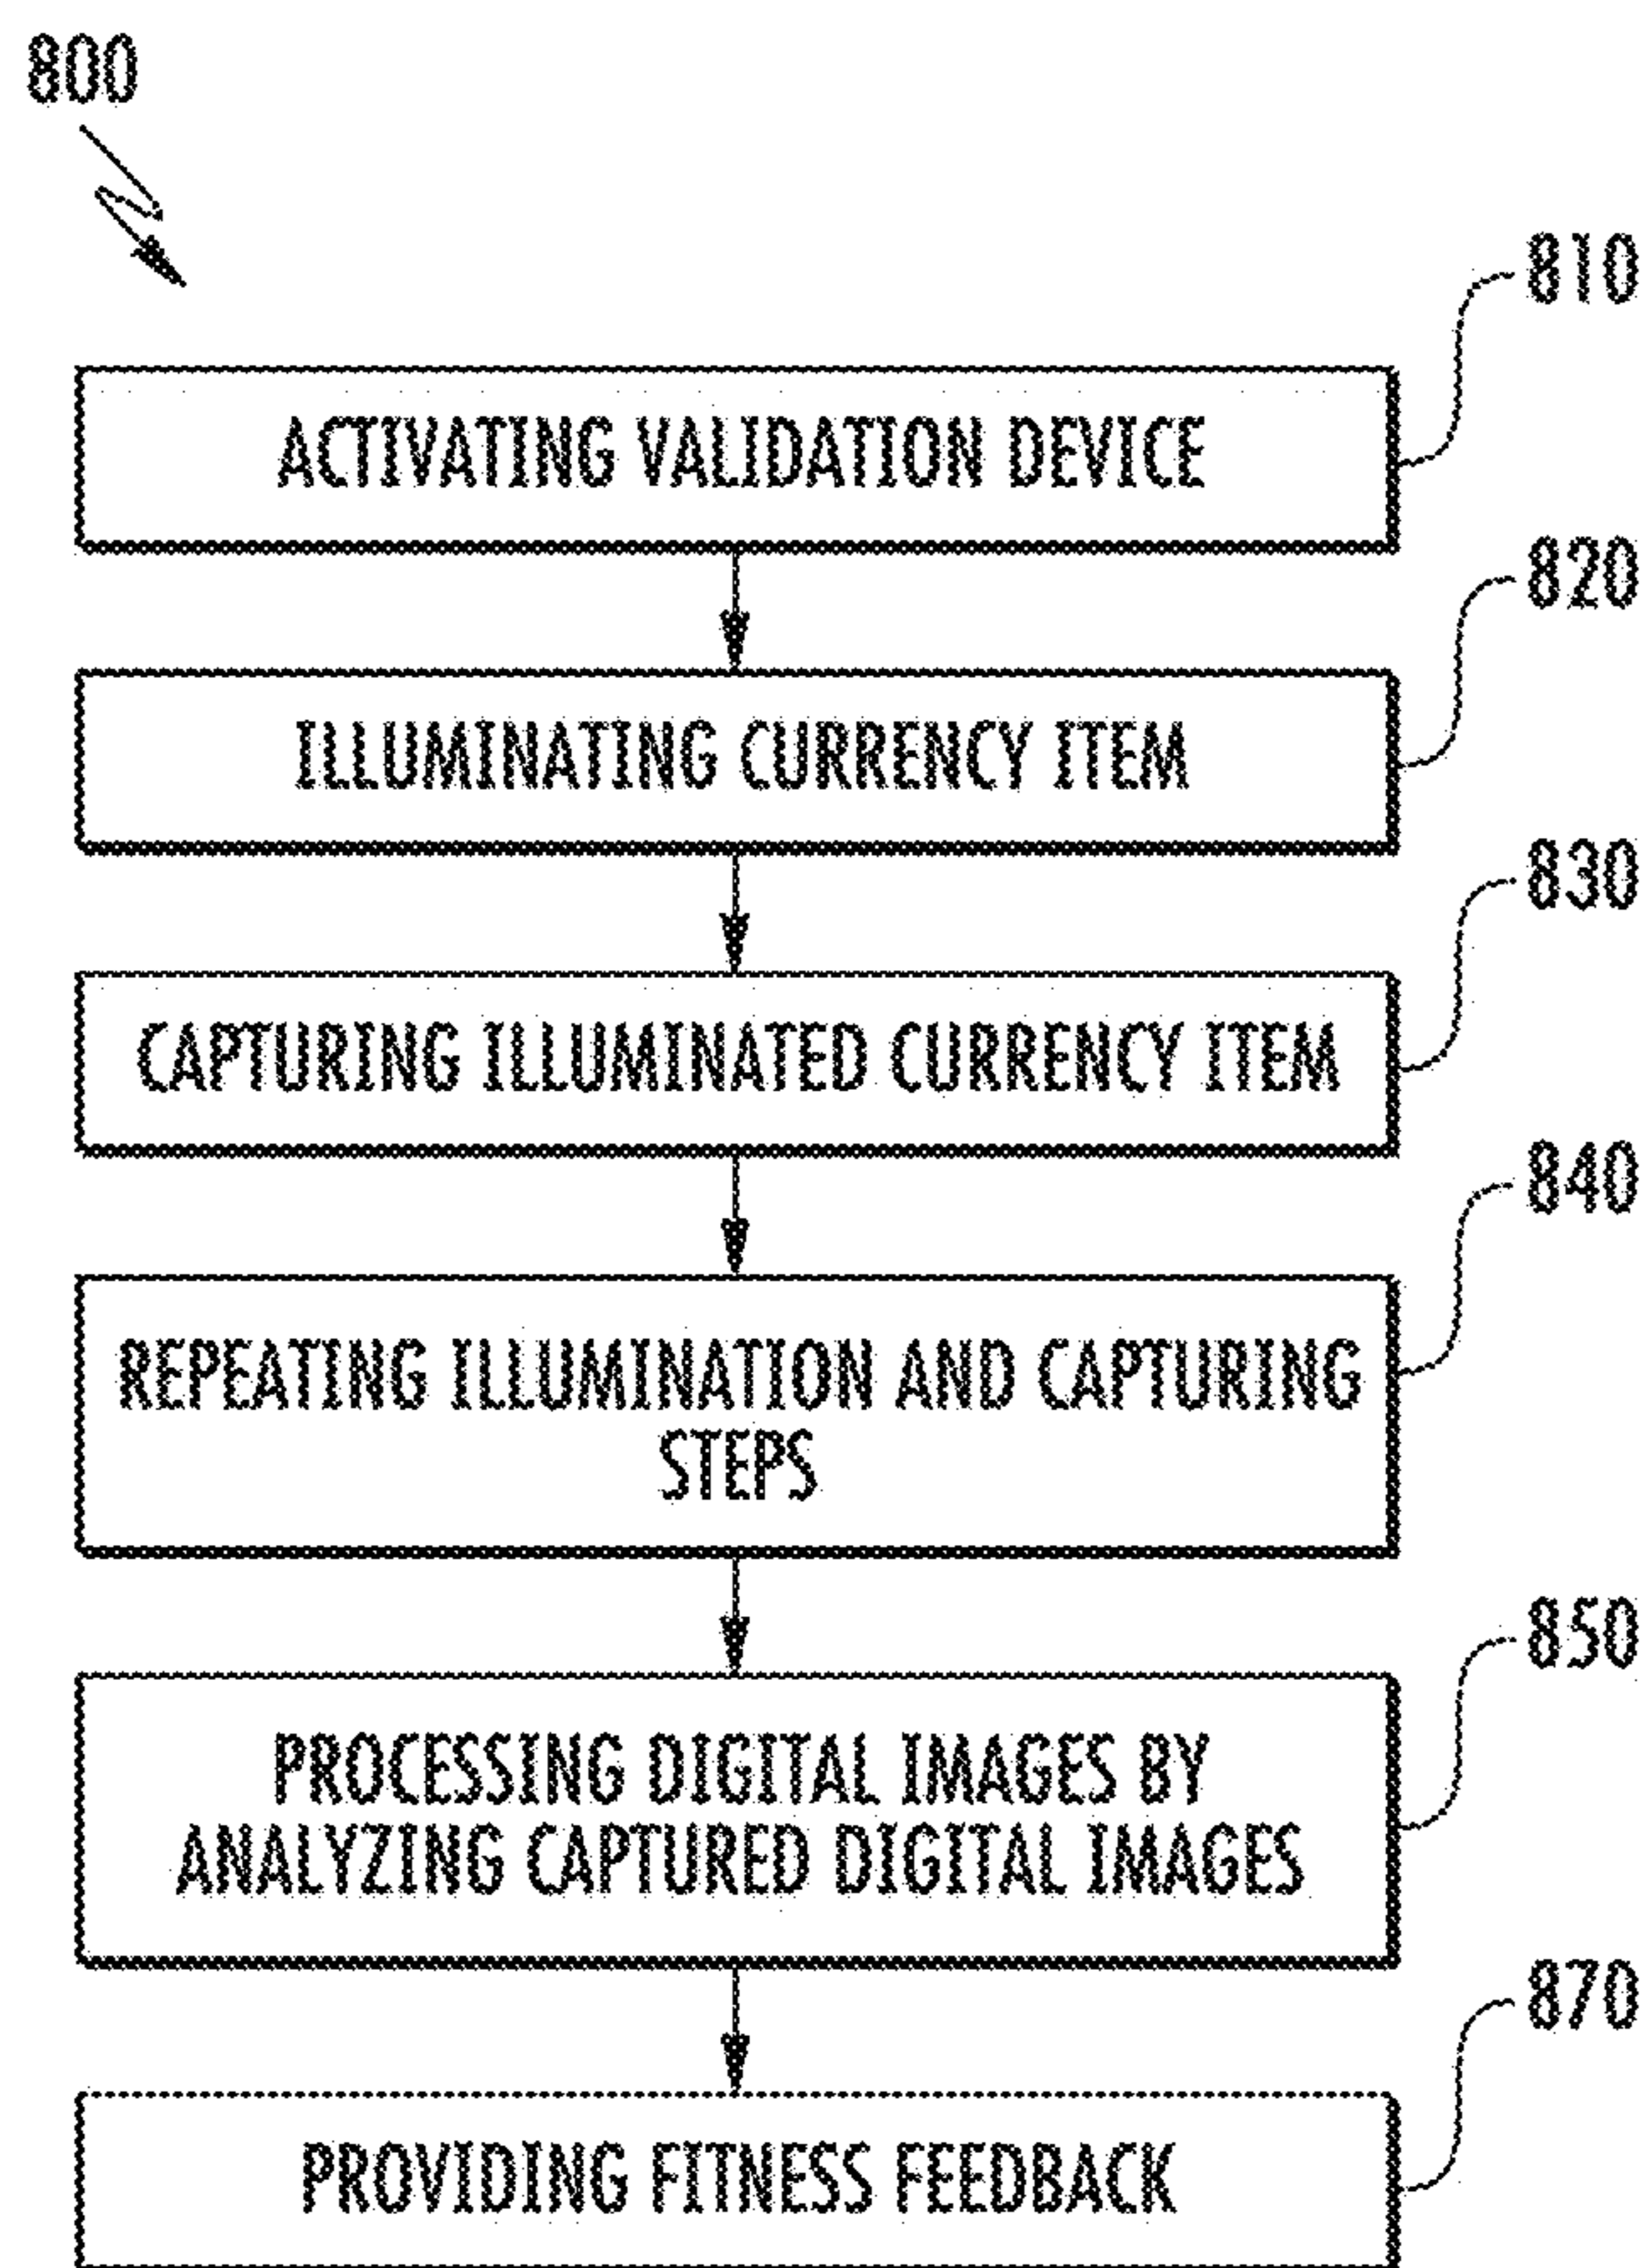 800
810
ACTIVATING VALIDATION DEVICE
820
ILLUMINATING CURRENCY ITEM
830
CAPTURING ILLUMINATED CURRENCY ITEM
840
REPEATING ILLUMINATION AND CAPTURING
STEPS
850
PROCESSING DIGITAL IMAGES BY
ANALYZING CAPTURED DIGITAL IMAGES
870
PROVIDING FITNESS FEEDBACK